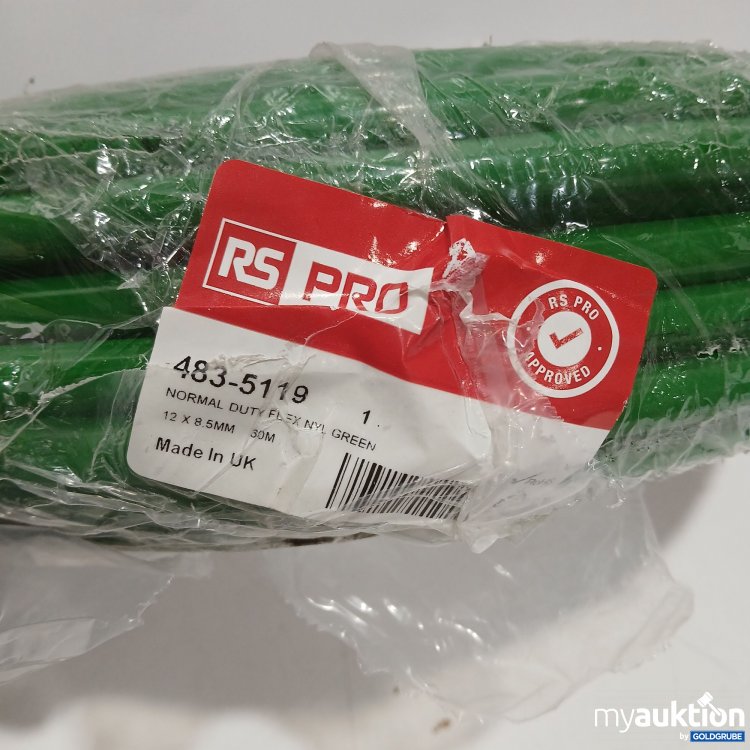 RS PRO
RS PRO
APPROVED
483-5119
1
NORMAL DUTY FLEX NYL GREEN
12 X 8.5MM 30M
Made In UK
myauktion
by GOLDGRUBE